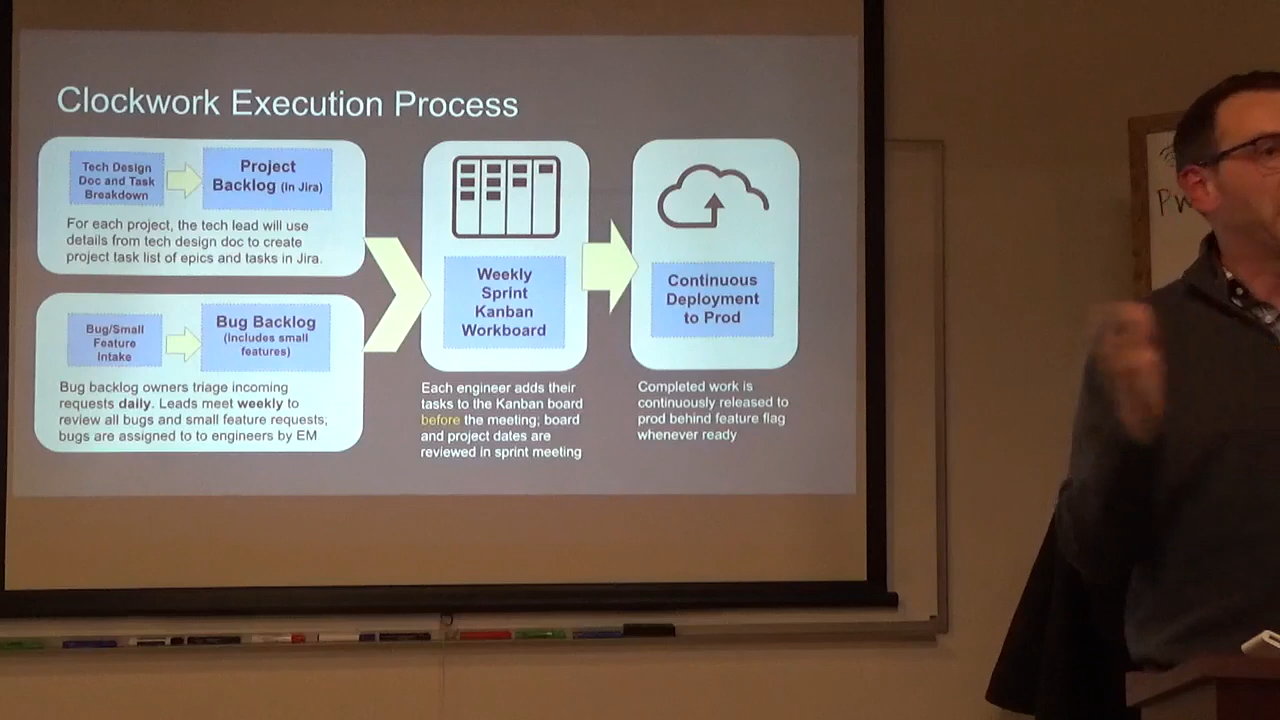 Clockwork Execution Process
Tech Design
Doc and Task
Breakdown
Project
Backlog (in Jira)
For each project, the tech lead will use
details from tech design doc to create
project task list of epics and tasks in Jira.
Bug/Small
Feature
Intake
Bug Backlog
(includes small
features)
Bug backlog owners triage incoming
requests daily. Leads meet weekly to
review all bugs and small feature requests;
bugs are assigned to to engineers by EM
Weekly
Sprint
Kanban
Workboard
Each engineer adds their
tasks to the Kanban board
before the meeting; board
and project dates are
reviewed in sprint meeting
Continuous
Deployment
to Prod
Completed work is
continuously released to
prod behind feature flag
whenever ready